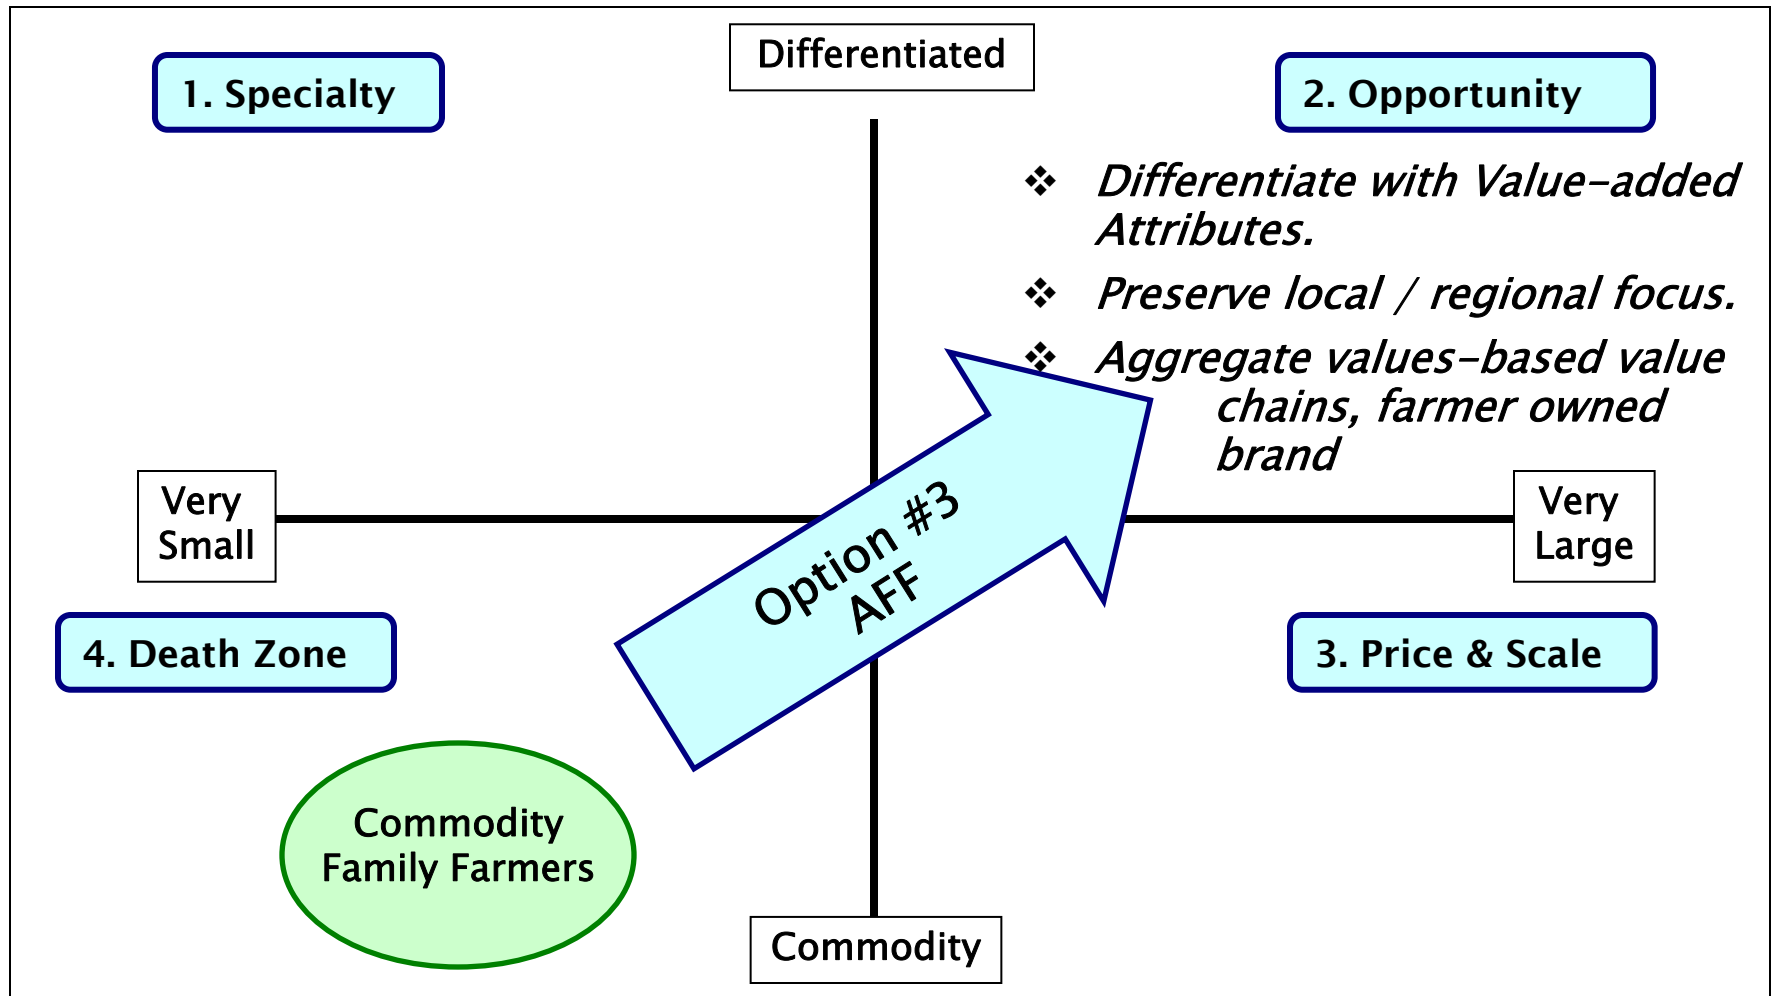 Differentiated
1. Specialty
2. Opportunity
❖ Differentiate with Value-added
Attributes.
❖ Preserve local / regional focus.
❖ Aggregate values-based value
chains, farmer owned
brand
Very
Small
Very
Large
Option #3
AFF
4. Death Zone
3. Price & Scale
Commodity
Family Farmers
Commodity